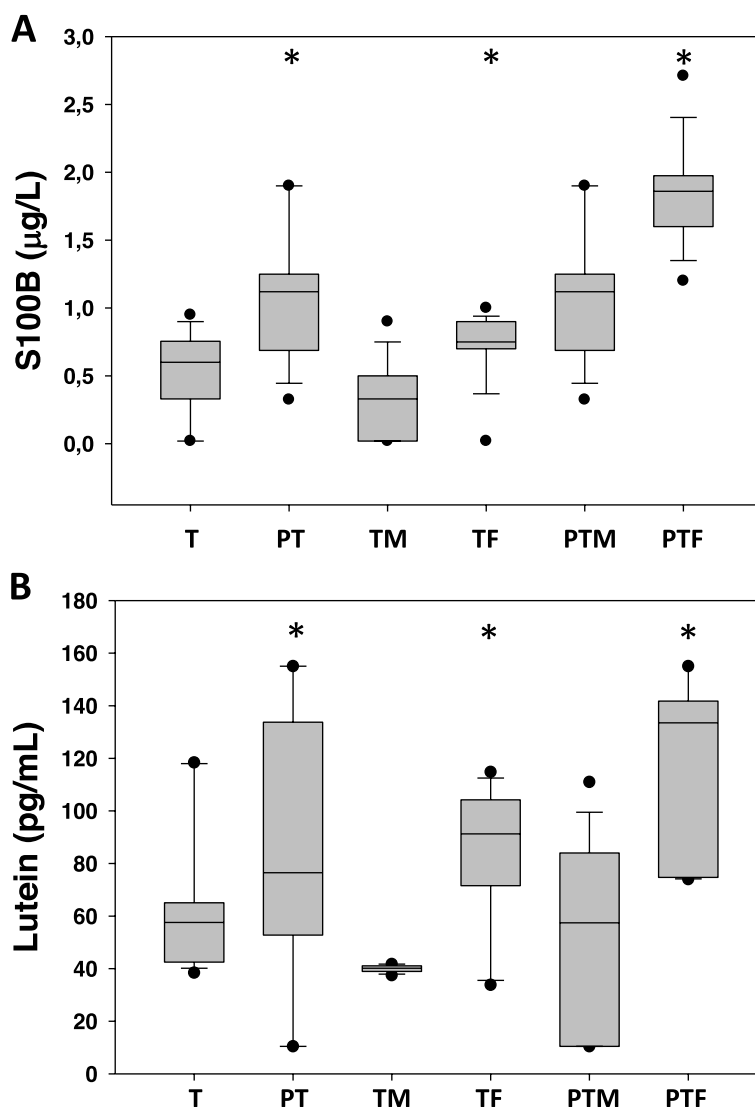 A
S100B (µg/L)
3,0
2,5
2,0
1,5
1,0
0,5
0,0
* * *
T PT TM TF PTM PTF
B
Lutein (pg/mL)
180
160
140
120
100
80
60
40
20
0
* * *
T PT TM TF PTM PTF